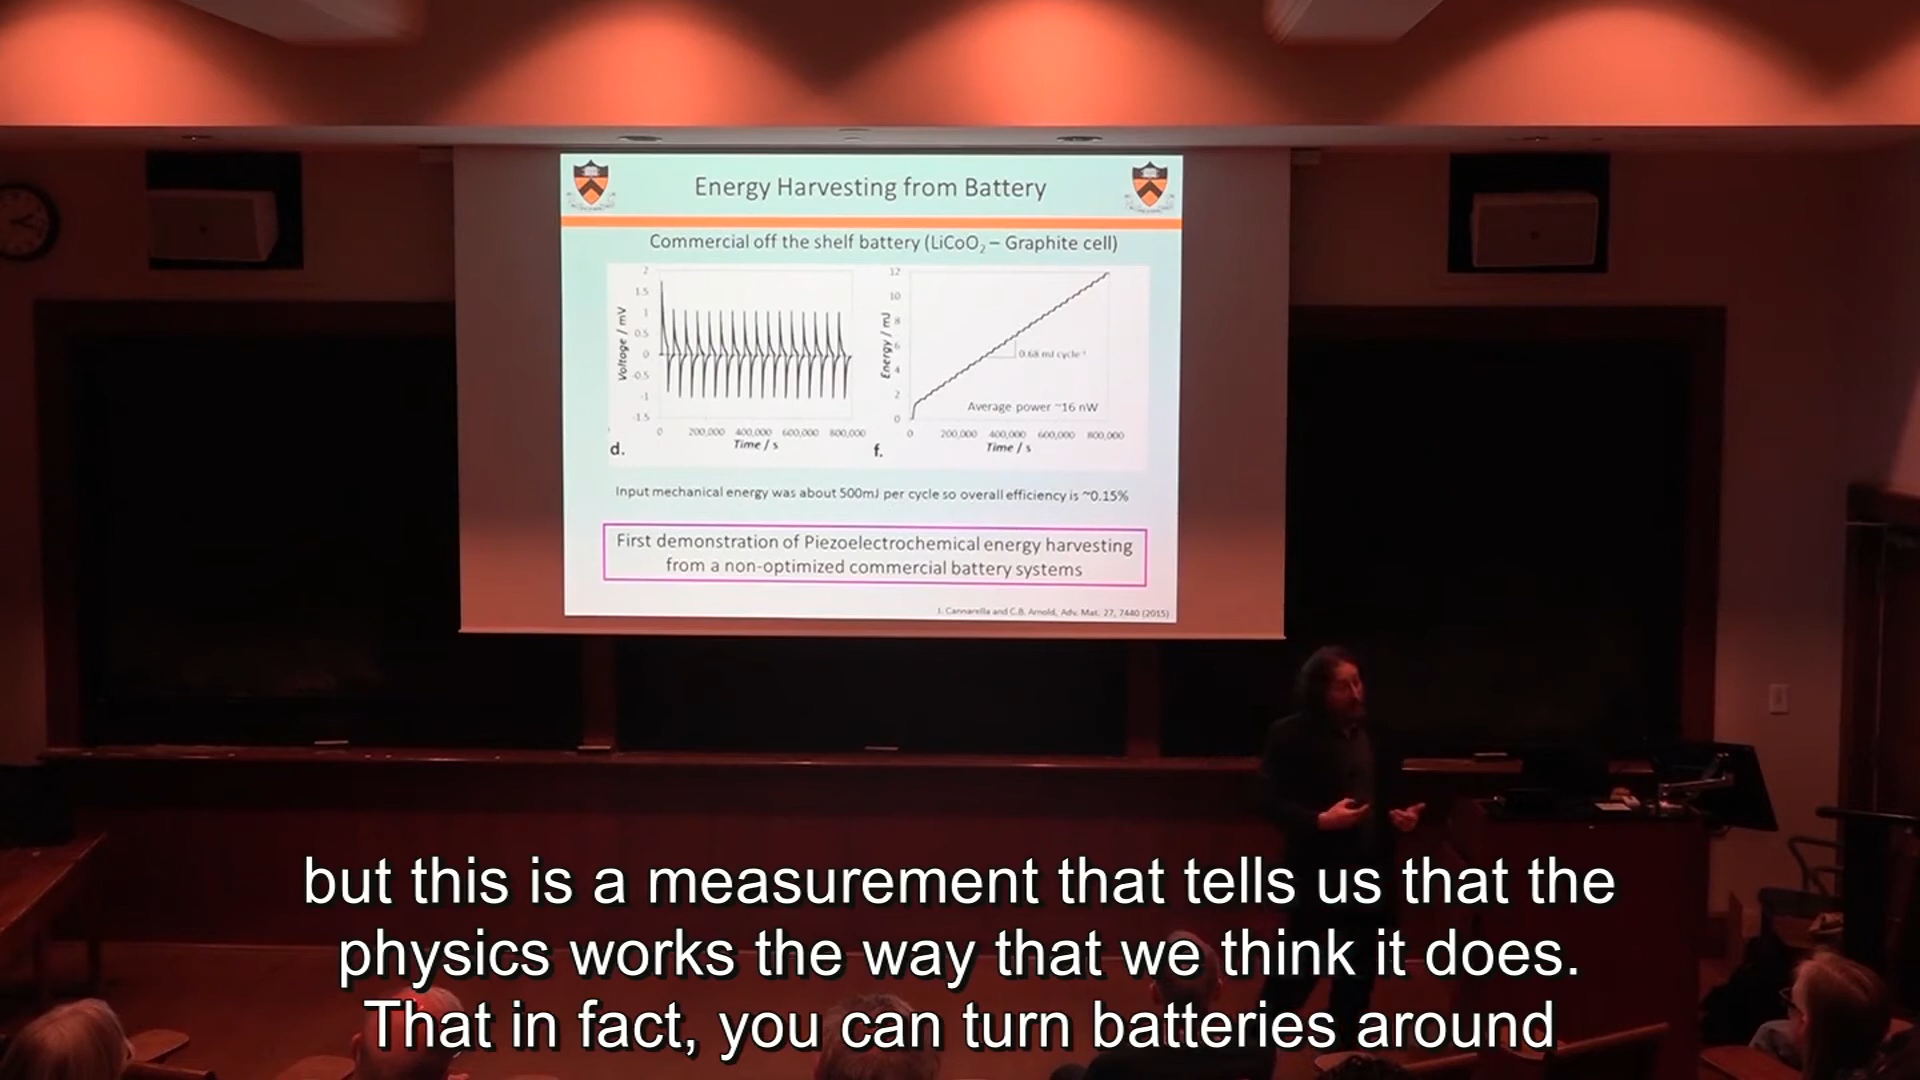 Energy Harvesting from Battery
Commercial off the shelf battery (LiCoO₂ – Graphite cell)
2
1.5
1
0.5
0
-0.5
-1
-1.5
Voltage / mV
0 200,000 400,000 600,000 800,000
Time / s
d.
12
10
8
6
4
2
0
Energy / mJ
0.68 mJ cycle⁻¹
Average power ~16 nW
0 200,000 400,000 600,000 800,000
Time / s
f.
Input mechanical energy was about 500mJ per cycle so overall efficiency is ~0.15%
First demonstration of Piezoelectrochemical energy harvesting
from a non-optimized commercial battery systems
J. Cannarella and C.B. Arnold, Adv. Mat. 27, 7440 (2015)
but this is a measurement that tells us that the
physics works the way that we think it does.
That in fact, you can turn batteries around